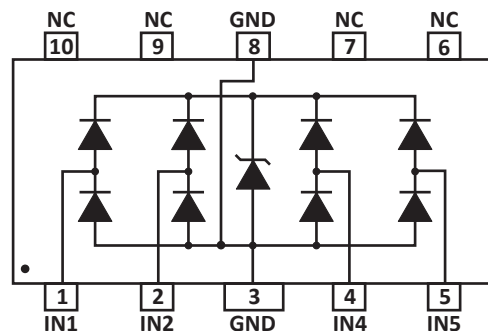 NC NC GND NC NC
10 9 8 7 6
1 2 3 4 5
IN1 IN2 GND IN4 IN5